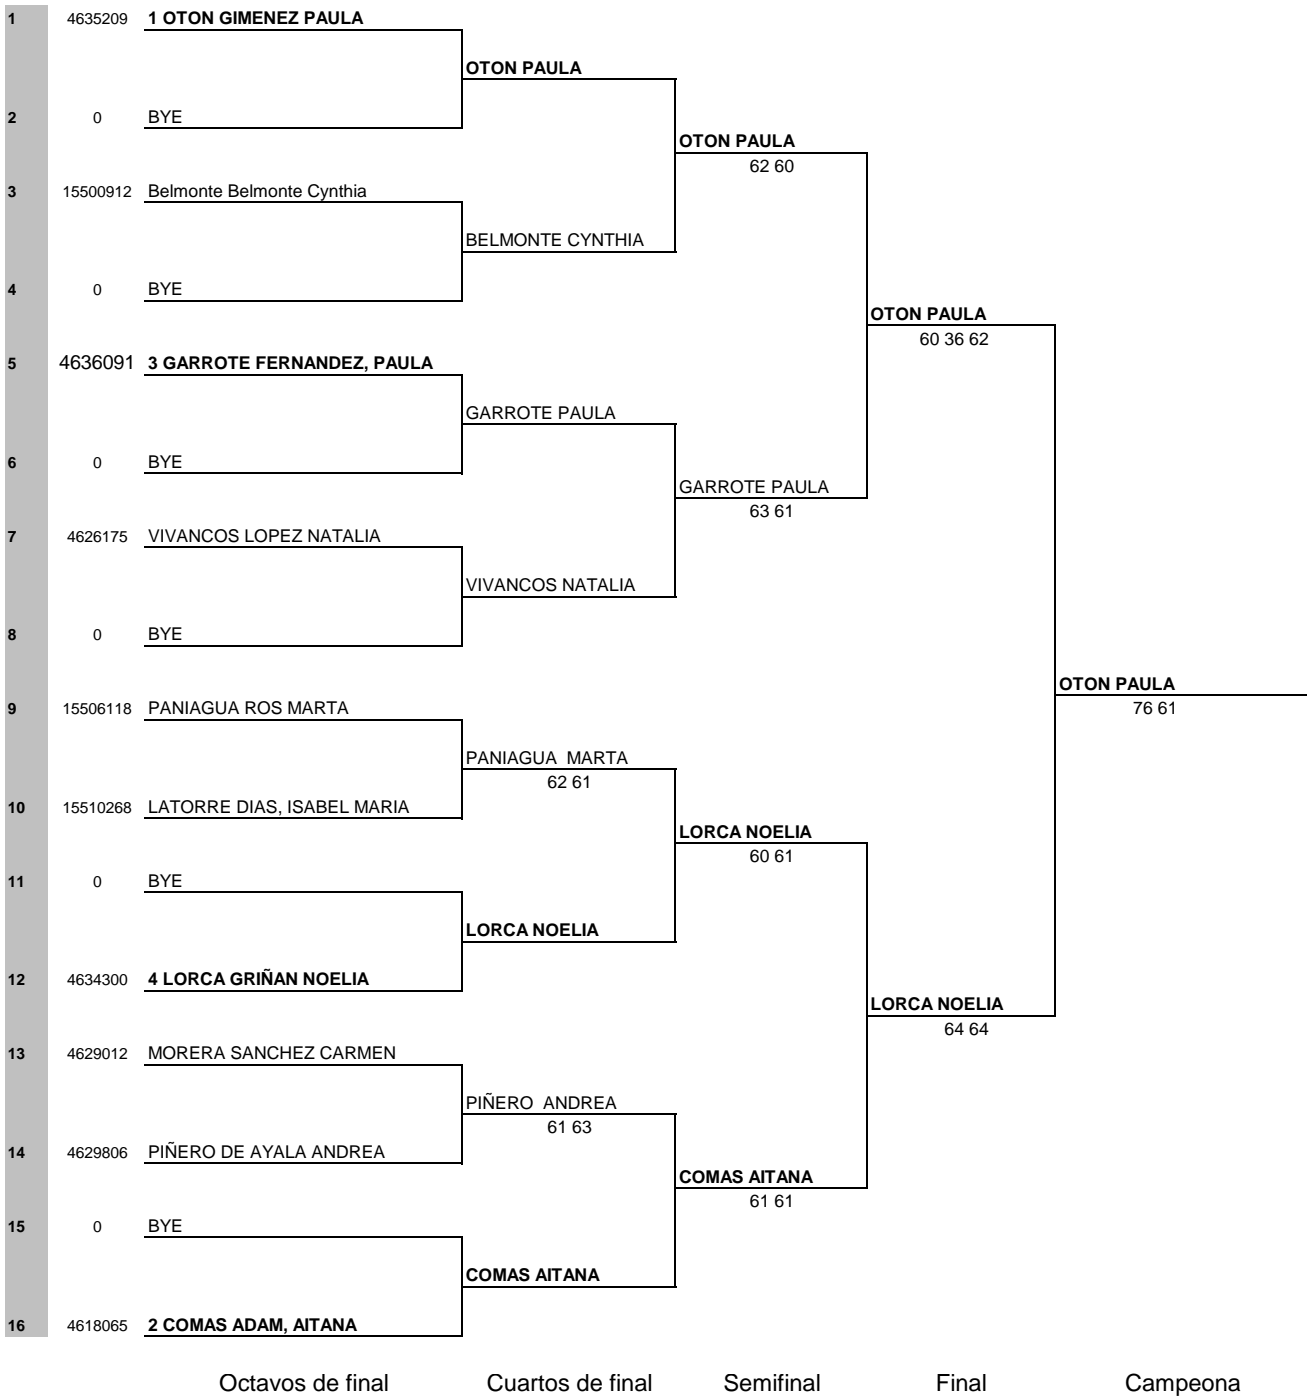 1 4635209 1 OTON GIMENEZ PAULA
OTON PAULA
2 0 BYE
OTON PAULA
62 60
3 15500912 Belmonte Belmonte Cynthia
BELMONTE CYNTHIA
4 0 BYE
OTON PAULA
60 36 62
5 4636091 3 GARROTE FERNANDEZ, PAULA
GARROTE PAULA
6 0 BYE
GARROTE PAULA
63 61
7 4626175 VIVANCOS LOPEZ NATALIA
VIVANCOS NATALIA
8 0 BYE
OTON PAULA
76 61
9 15506118 PANIAGUA ROS MARTA
PANIAGUA  MARTA
62 61
10 15510268 LATORRE DIAS, ISABEL MARIA
LORCA NOELIA
60 61
11 0 BYE
LORCA NOELIA
12 4634300 4 LORCA GRIÑAN NOELIA
LORCA NOELIA
64 64
13 4629012 MORERA SANCHEZ CARMEN
PIÑERO  ANDREA
61 63
14 4629806 PIÑERO DE AYALA ANDREA
COMAS AITANA
61 61
15 0 BYE
COMAS AITANA
16 4618065 2 COMAS ADAM, AITANA
Octavos de final Cuartos de final Semifinal Final Campeona